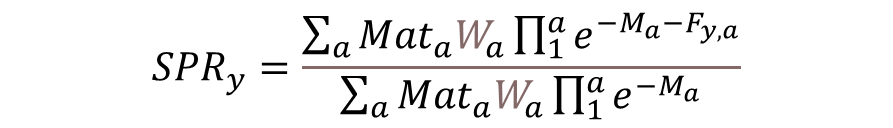 SPR_y = \frac{\sum_a Mat_a W_a \prod_1^a e^{-M_a - F_{y,a}}}{\sum_a Mat_a W_a \prod_1^a e^{-M_a}}